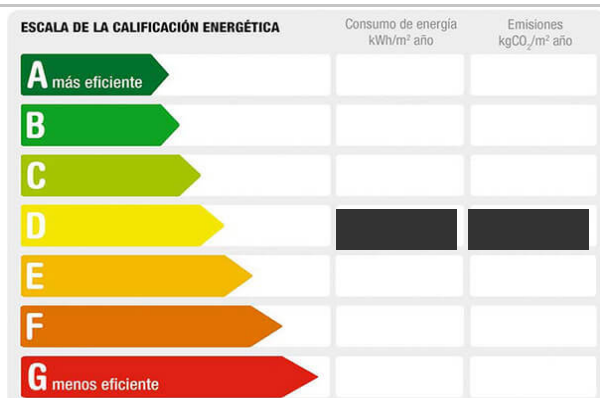 ESCALA DE LA CALIFICACIÓN ENERGÉTICA
Consumo de energía
kWh/m² año
Emisiones
kgCO₂/m² año
A más eficiente
B
C
D
E
F
G menos eficiente